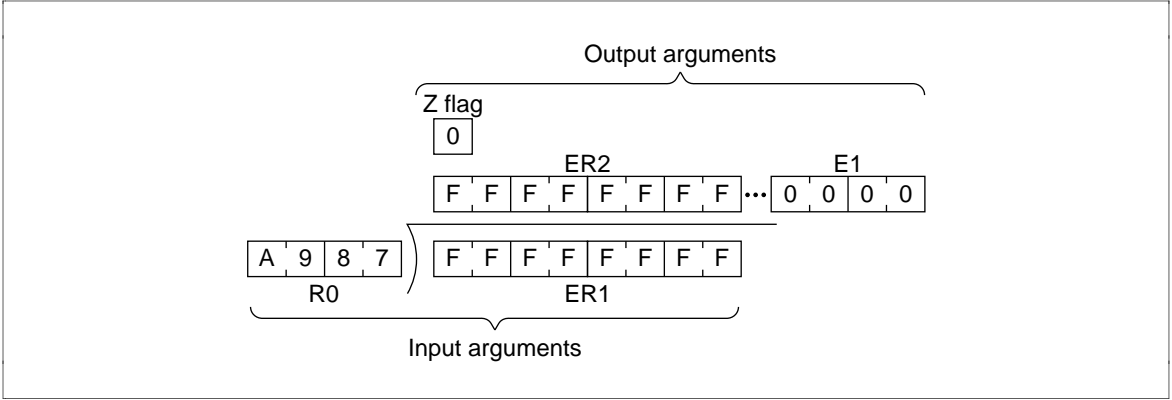 Output arguments
Z flag
0
ER2 E1
F F F F F F F F ... 0 0 0 0
A 9 8 7 F F F F F F F F
R0 ER1
Input arguments